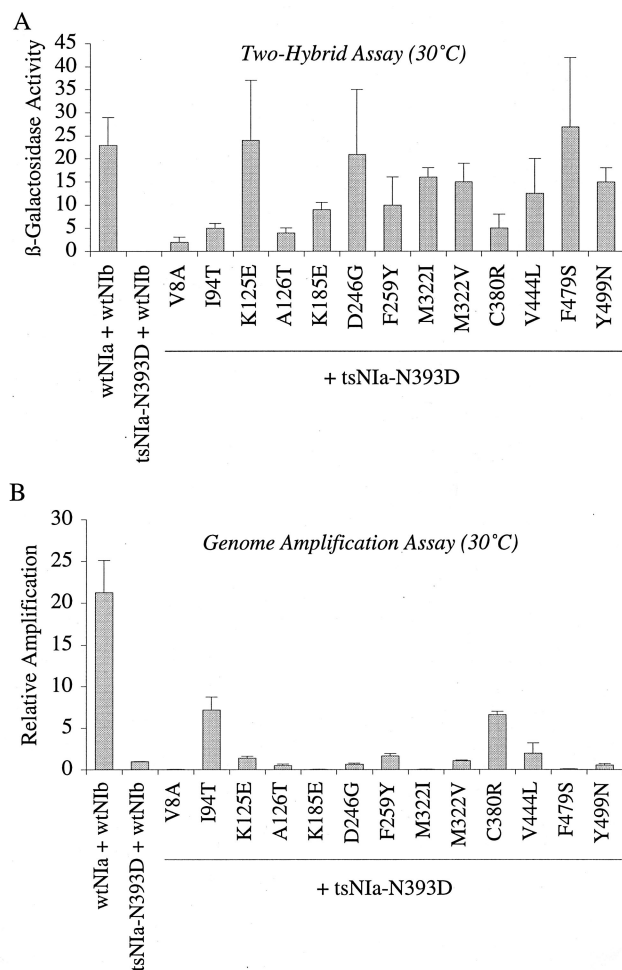 A
Two-Hybrid Assay (30°C)
ß-Galactosidase Activity
45
40
35
30
25
20
15
10
5
0
wtNIa + wtNIb
tsNIa-N393D + wtNIb
V8A
I94T
K125E
A126T
K185E
D246G
F259Y
M322I
M322V
C380R
V444L
F479S
Y499N
+ tsNIa-N393D
B
Genome Amplification Assay (30°C)
Relative Amplification
30
25
20
15
10
5
0
wtNIa + wtNIb
tsNIa-N393D + wtNIb
V8A
I94T
K125E
A126T
K185E
D246G
F259Y
M322I
M322V
C380R
V444L
F479S
Y499N
+ tsNIa-N393D